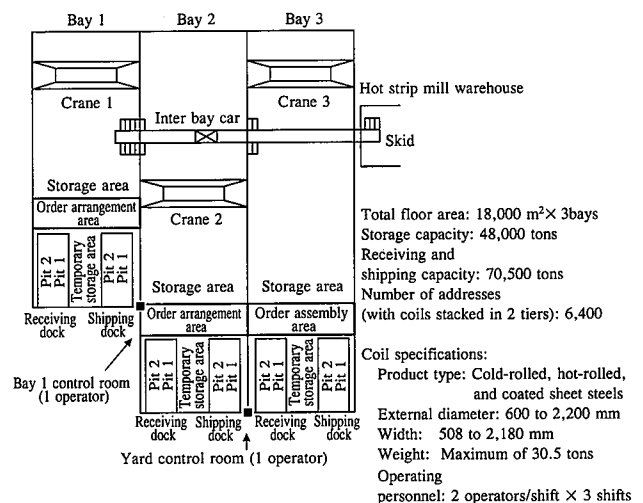 Bay 1
Bay 2
Bay 3
Crane 1
Crane 3
Hot strip mill warehouse
Inter bay car
Skid
Storage area
Order arrangement
area
Crane 2
Pit 2
Pit 1
Temporary
storage area
Pit 2
Pit 1
Receiving
dock
Shipping
dock
Storage area
Storage area
Order arrangement
area
Order assembly
area
Pit 2
Pit 1
Temporary
storage area
Pit 2
Pit 1
Pit 2
Pit 1
Temporary
storage area
Pit 2
Pit 1
Receiving
dock
Shipping
dock
Receiving
dock
Shipping
dock
Bay 1 control room
(1 operator)
Yard control room (1 operator)
Total floor area: 18,000 m²× 3bays
Storage capacity: 48,000 tons
Receiving and
shipping capacity: 70,500 tons
Number of addresses
(with coils stacked in 2 tiers): 6,400
Coil specifications:
Product type: Cold-rolled, hot-rolled,
and coated sheet steels
External diameter: 600 to 2,200 mm
Width: 508 to 2,180 mm
Weight: Maximum of 30.5 tons
Operating
personnel: 2 operators/shift × 3 shifts